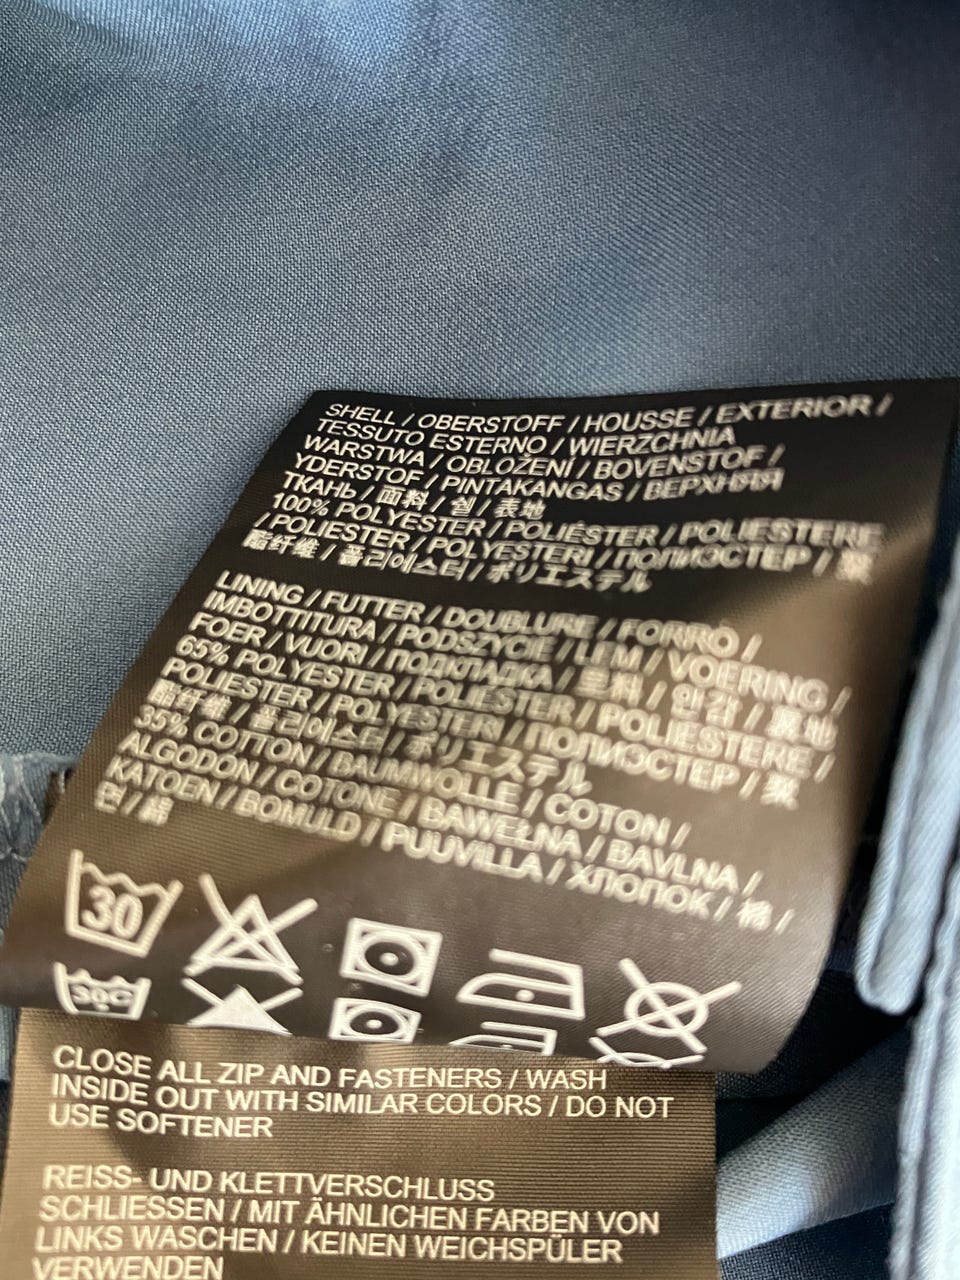 SHELL / OBERSTOFF / HOUSSE / EXTERIOR /
TESSUTO ESTERNO / WIERZCHNIA
WARSTWA / OBLOŽENÍ / BOVENSTOF /
YDERSTOF / PINTAKANGAS / ВЕРХНЯЯ
ТКАНЬ / 面料 / 쉘 / 表地
100% POLYESTER / POLIÉSTER / POLIESTERE
/ POLIESTER / POLYESTERI / ПОЛИЭСТЕР / 聚
酯纤维 / 폴리에스터 / ポリエステル
LINING / FUTTER / DOUBLURE / FORRO /
IMBOTTITURA / PODSZYCIE / LEM / VOERING /
FOER / VUORI / ПОДКЛАДКА / 里料 / 안감 / 裏地
65% POLYESTER / POLIÉSTER / POLIESTERE /
POLIESTER / POLYESTERI / ПОЛИЭСТЕР / 聚
酯纤维 / 폴리에스터 / ポリエステル
35% COTTON / BAUMWOLLE / COTON /
ALGODÓN / COTONE / BAWEŁNA / BAVLNA /
KATOEN / BOMULD / PUUVILLA / ХЛОПОК / 棉 /
면 / 綿
30
30C
CLOSE ALL ZIP AND FASTENERS / WASH
INSIDE OUT WITH SIMILAR COLORS / DO NOT
USE SOFTENER
REISS- UND KLETTVERSCHLUSS
SCHLIESSEN / MIT ÄHNLICHEN FARBEN VON
LINKS WASCHEN / KEINEN WEICHSPÜLER
VERWENDEN